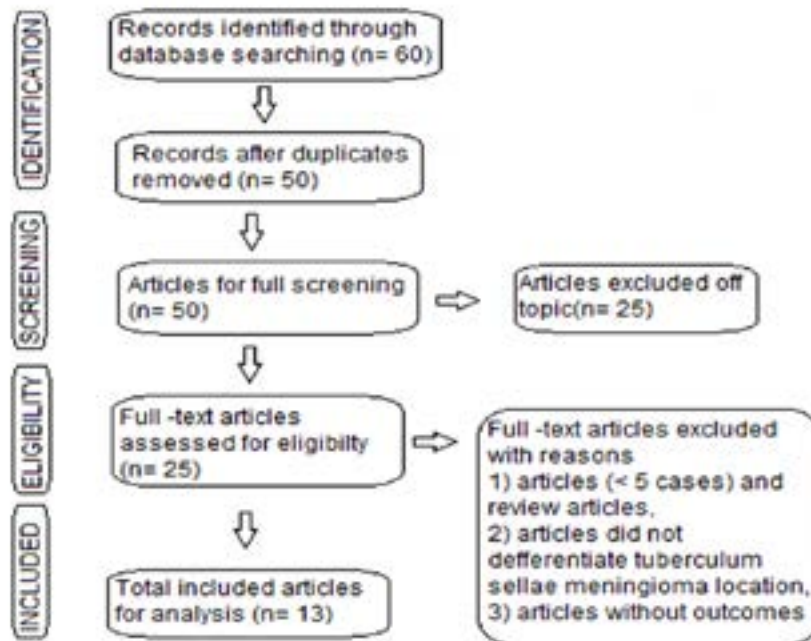 IDENTIFICATION
Records identified through
database searching (n= 60)
Records after duplicates
removed (n= 50)
SCREENING
Articles for full screening
(n= 50)
Articles excluded off
topic(n= 25)
ELIGIBILITY
Full -text articles
assessed for eligibilty
(n= 25)
Full -text articles excluded
with reasons
1) articles (< 5 cases) and
review articles,
2) articles did not
defferentiate tuberculum
sellae meningioma location,
3) articles without outcomes
INCLUDED
Total included articles
for analysis (n= 13)